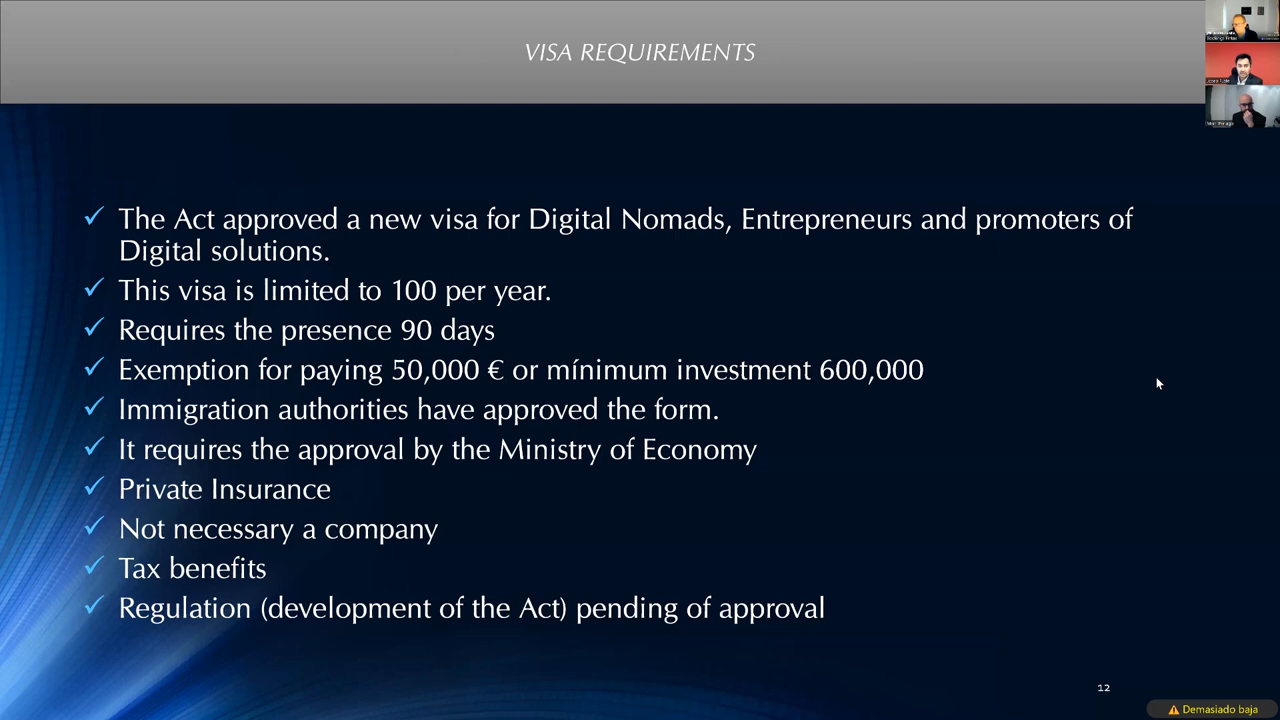 VISA REQUIREMENTS
The Act approved a new visa for Digital Nomads, Entrepreneurs and promoters of
Digital solutions.
This visa is limited to 100 per year.
Requires the presence 90 days
Exemption for paying 50,000 € or mínimum investment 600,000
Immigration authorities have approved the form.
It requires the approval by the Ministry of Economy
Private Insurance
Not necessary a company
Tax benefits
Regulation (development of the Act) pending of approval
12
Demasiado baja